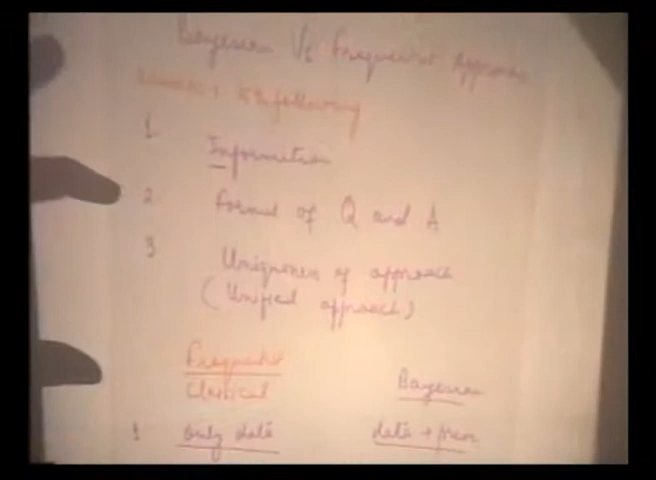 Bayesian Vs Frequentist Approach
following
1 Information
2 Format of Q and A
3 Uniqueness of approach
(Unified approach)
Frequentist Bayesian
Classical
1 Only data data + prior